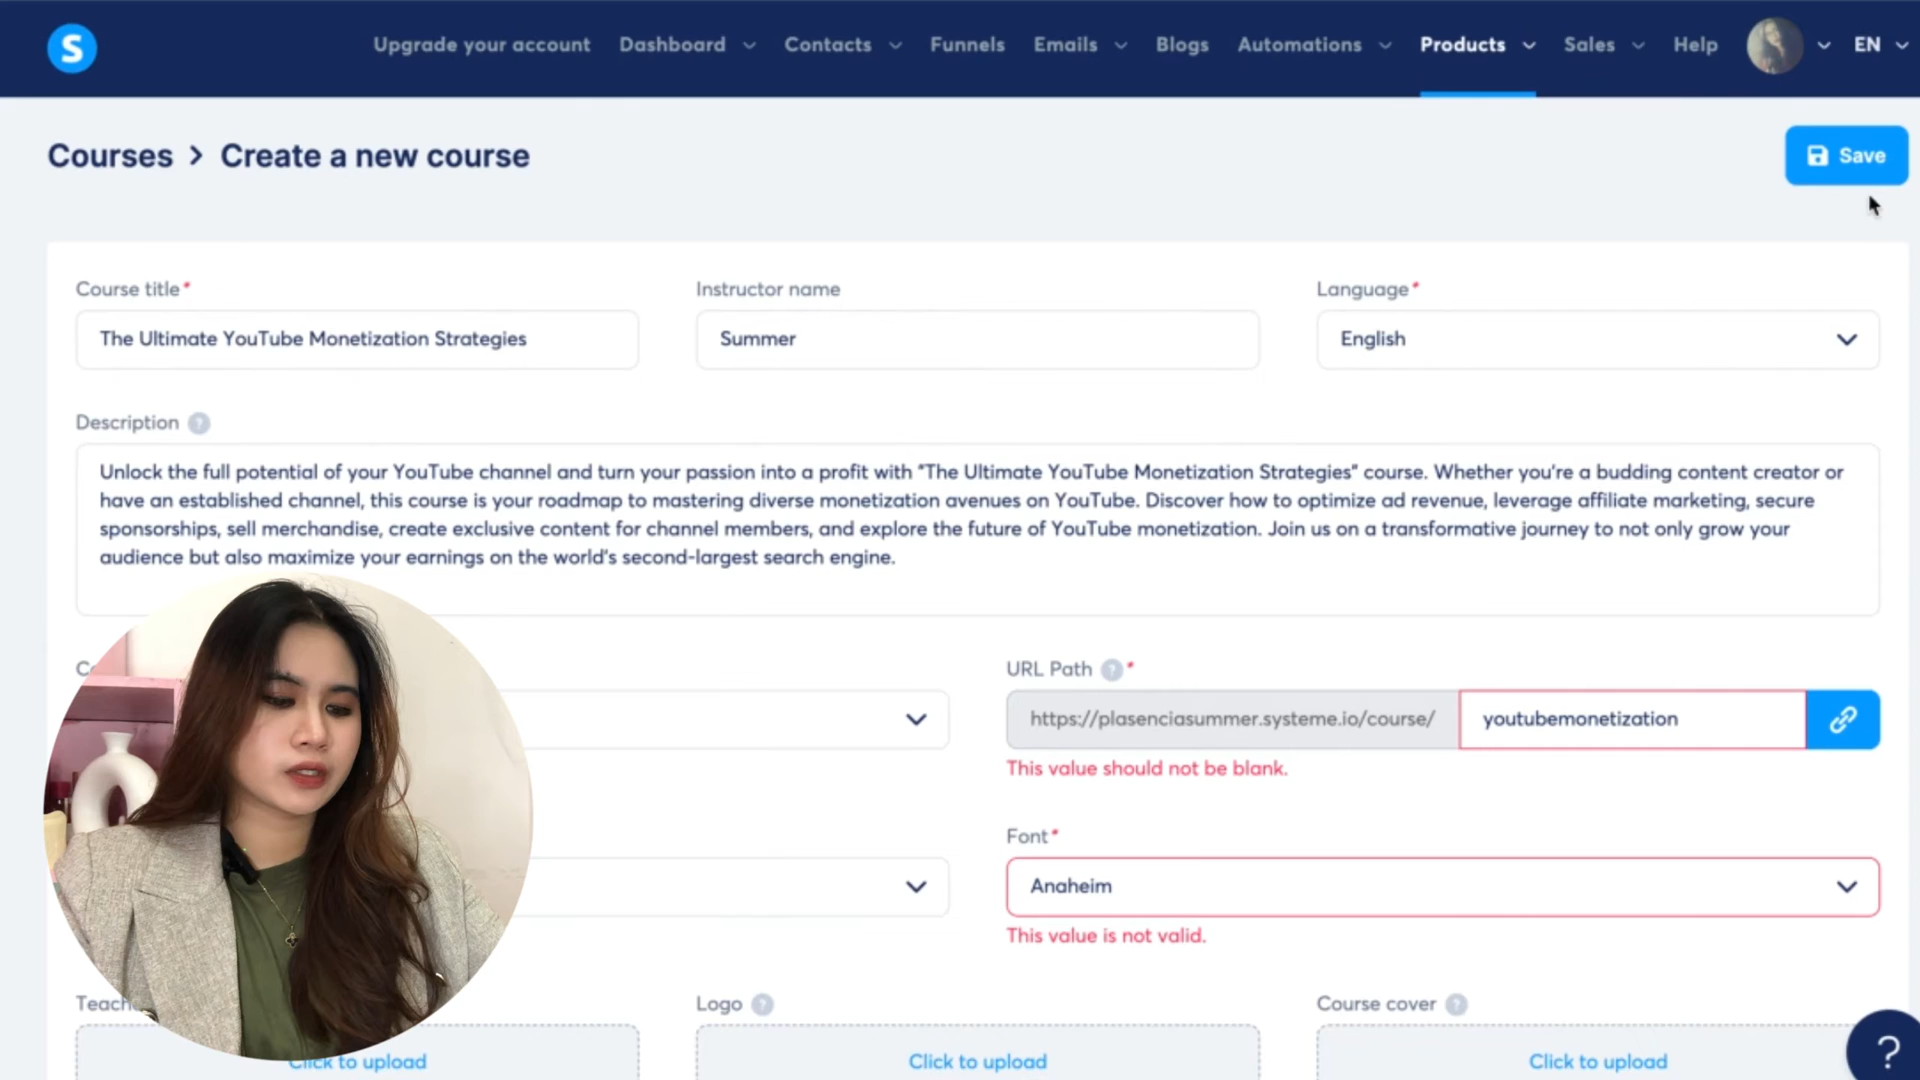 S
Upgrade your account Dashboard Contacts Funnels Emails Blogs Automations Products Sales Help EN
Courses > Create a new course
Save
Course title* Instructor name Language*
The Ultimate YouTube Monetization Strategies Summer English
Description ?
Unlock the full potential of your YouTube channel and turn your passion into a profit with "The Ultimate YouTube Monetization Strategies" course. Whether you're a budding content creator or
have an established channel, this course is your roadmap to mastering diverse monetization avenues on YouTube. Discover how to optimize ad revenue, leverage affiliate marketing, secure
sponsorships, sell merchandise, create exclusive content for channel members, and explore the future of YouTube monetization. Join us on a transformative journey to not only grow your
audience but also maximize your earnings on the world's second-largest search engine.
URL Path ? *
https://plasenciasummer.systeme.io/course/ youtubemonetization
This value should not be blank.
Font*
Anaheim
This value is not valid.
Logo ? Course cover ?
Click to upload Click to upload Click to upload
?